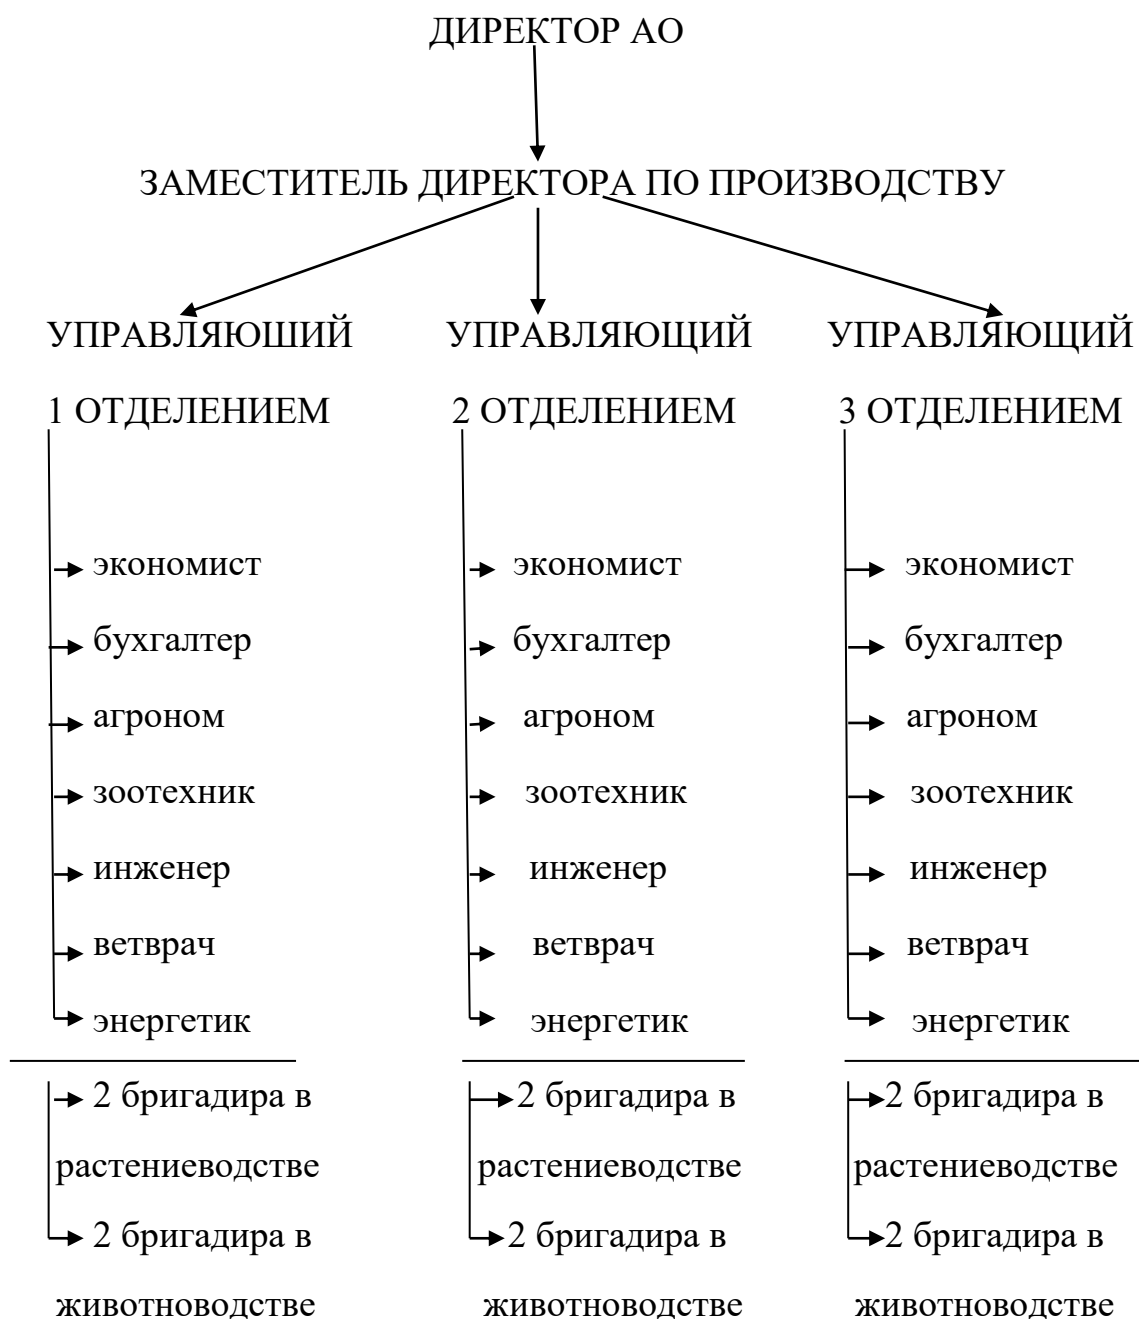 ДИРЕКТОР АО
ЗАМЕСТИТЕЛЬ ДИРЕКТОРА ПО ПРОИЗВОДСТВУ
УПРАВЛЯЮШИЙ УПРАВЛЯЮЩИЙ УПРАВЛЯЮЩИЙ
1 ОТДЕЛЕНИЕМ 2 ОТДЕЛЕНИЕМ 3 ОТДЕЛЕНИЕМ
экономист экономист экономист
бухгалтер бухгалтер бухгалтер
агроном агроном агроном
зоотехник зоотехник зоотехник
инженер инженер инженер
ветврач ветврач ветврач
энергетик энергетик энергетик
2 бригадира в 2 бригадира в 2 бригадира в
растениеводстве растениеводстве растениеводстве
2 бригадира в 2 бригадира в 2 бригадира в
животноводстве животноводстве животноводстве